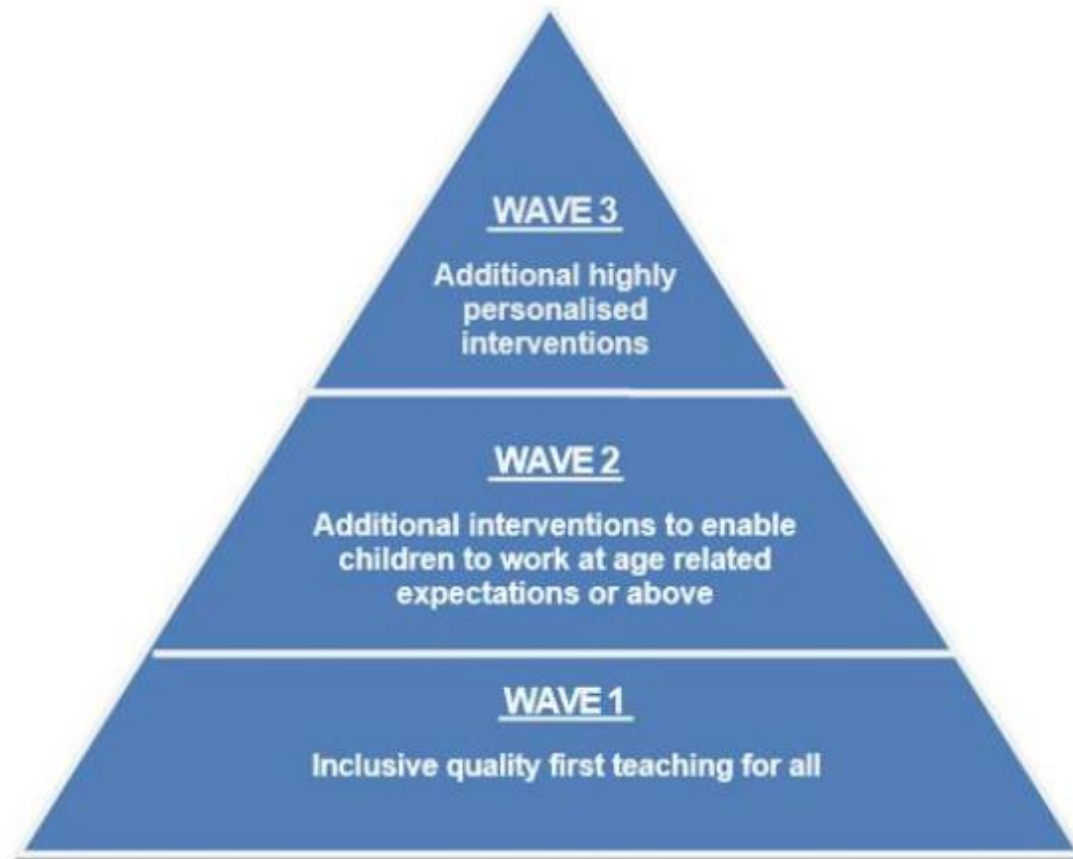 WAVE 3
Additional highly
personalised
interventions
WAVE 2
Additional interventions to enable
children to work at age related
expectations or above
WAVE 1
Inclusive quality first teaching for all